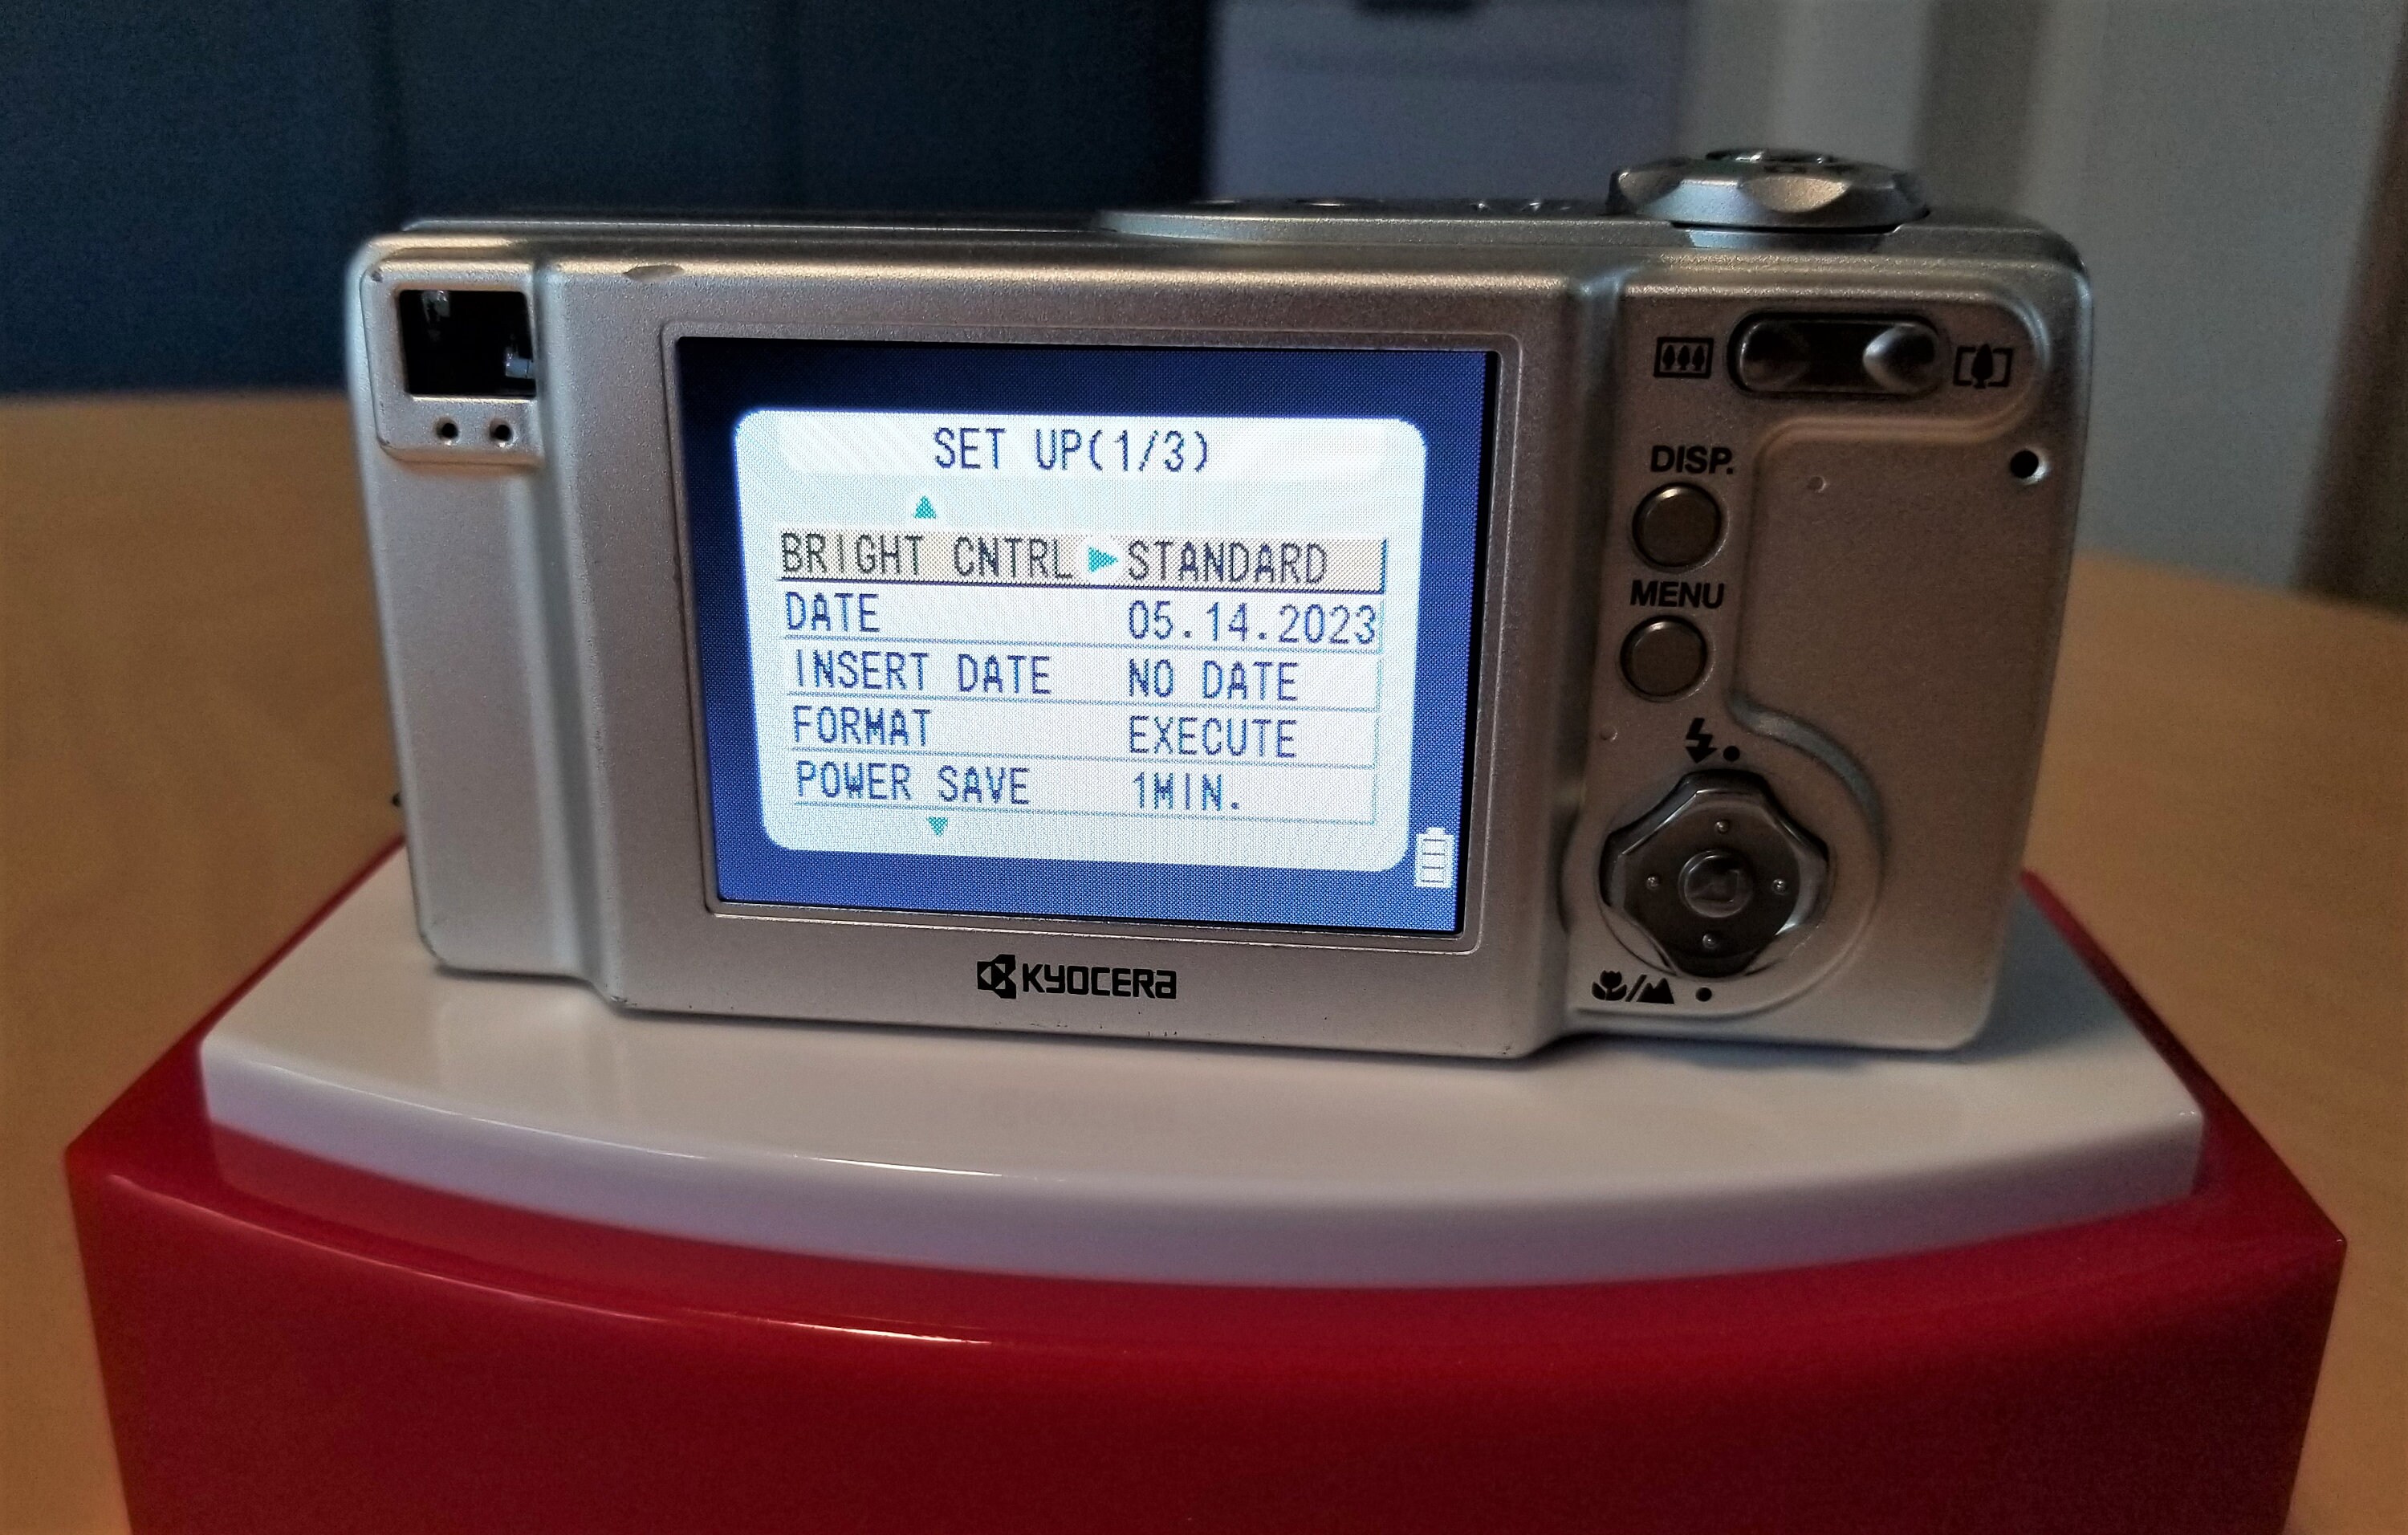 SET UP(1/3)
BRIGHT CNTRL STANDARD
DATE 05.14.2023
INSERT DATE NO DATE
FORMAT EXECUTE
POWER SAVE 1MIN.
KYOCERA
DISP.
MENU